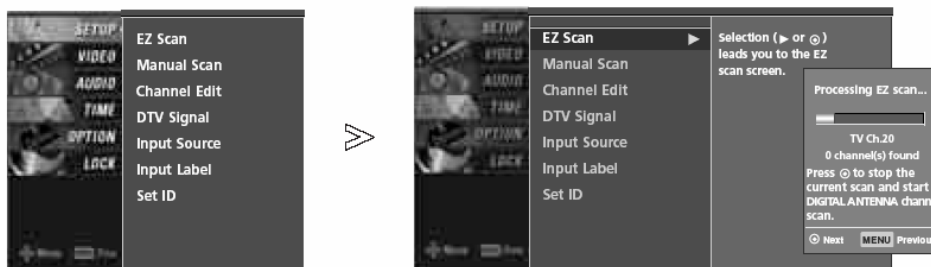 SETUP
VIDEO
AUDIO
TIME
OPTION
LOCK
EZ Scan
Manual Scan
Channel Edit
DTV Signal
Input Source
Input Label
Set ID
SETUP
VIDEO
AUDIO
TIME
OPTION
LOCK
EZ Scan ▶
Manual Scan
Channel Edit
DTV Signal
Input Source
Input Label
Set ID
Selection (▶ or ⊙)
leads you to the EZ
scan screen.
Processing EZ scan...
TV Ch.20
0 channel(s) found
Press ⊙ to stop the
current scan and start
DIGITAL ANTENNA chann
scan.
⊙ Next MENU Previou